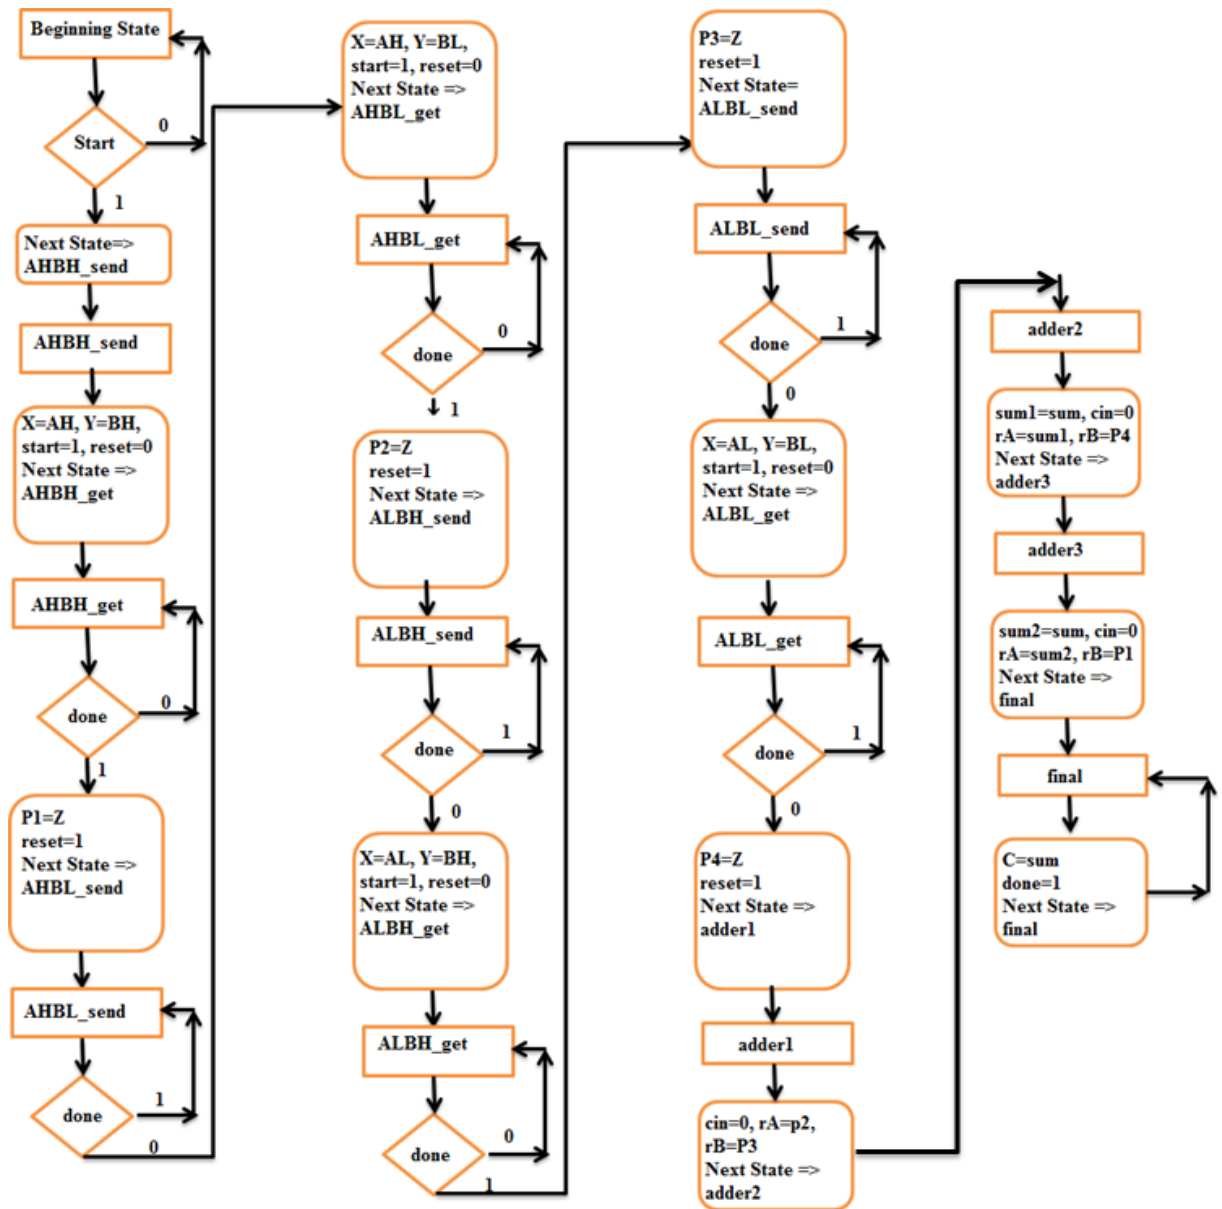 Beginning State
Start
0
1
Next State=>
AHBH_send
AHBH_send
X=AH, Y=BH,
start=1, reset=0
Next State =>
AHBH_get
AHBH_get
done
0
1
P1=Z
reset=1
Next State =>
AHBL_send
AHBL_send
done
1
0
X=AH, Y=BL,
start=1, reset=0
Next State =>
AHBL_get
AHBL_get
done
0
1
P2=Z
reset=1
Next State =>
ALBH_send
ALBH_send
done
1
0
X=AL, Y=BH,
start=1, reset=0
Next State =>
ALBH_get
ALBH_get
done
0
1
P3=Z
reset=1
Next State=
ALBL_send
ALBL_send
done
1
0
X=AL, Y=BL,
start=1, reset=0
Next State =>
ALBL_get
ALBL_get
done
1
0
P4=Z
reset=1
Next State =>
adder1
adder1
cin=0, rA=p2,
rB=P3
Next State =>
adder2
adder2
sum1=sum, cin=0
rA=sum1, rB=P4
Next State =>
adder3
adder3
sum2=sum, cin=0
rA=sum2, rB=P1
Next State =>
final
final
C=sum
done=1
Next State =>
final